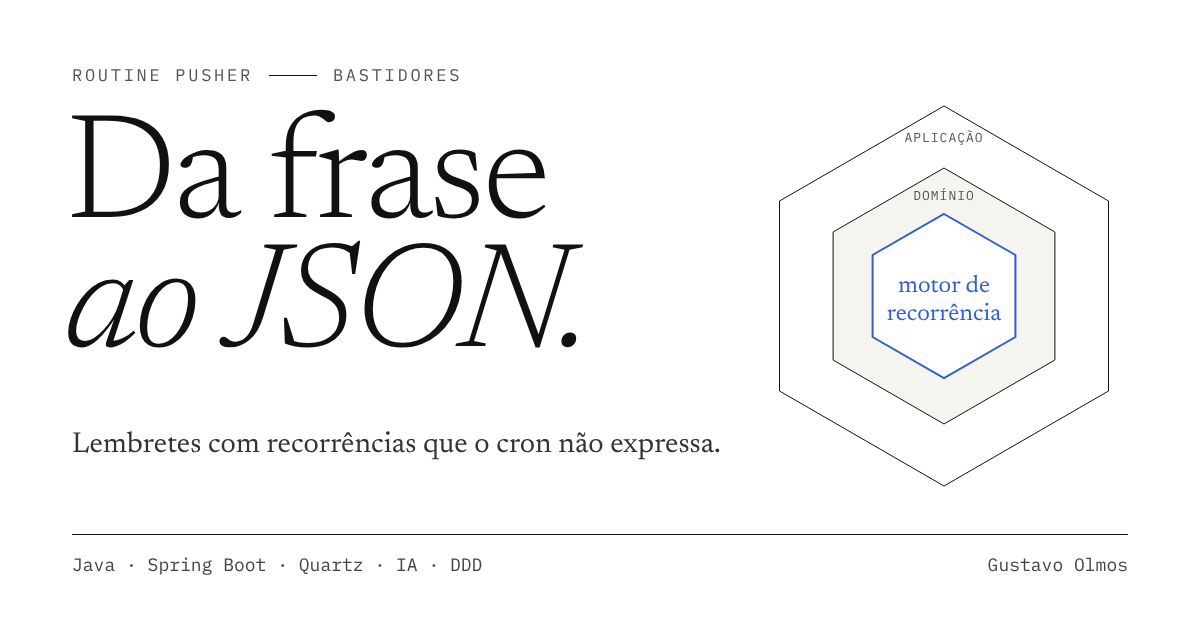 ROUTINE PUSHER — BASTIDORES
Da frase
ao JSON.
Lembretes com recorrências que o cron não expressa.
APLICAÇÃO
DOMÍNIO
motor de
recorrência
Java · Spring Boot · Quartz · IA · DDD
Gustavo Olmos